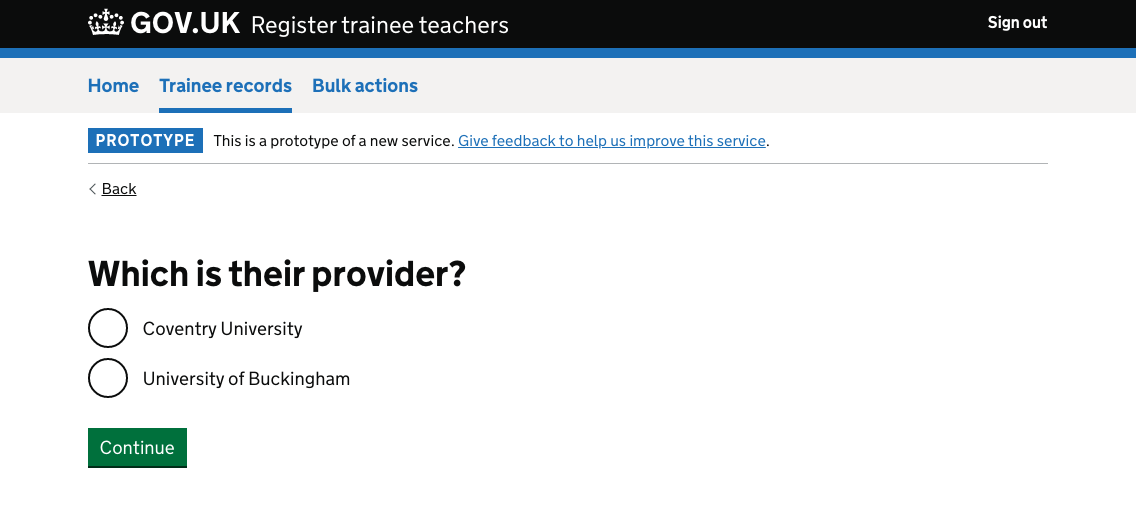 GOV.UK Register trainee teachers Sign out
Home Trainee records Bulk actions
PROTOTYPE This is a prototype of a new service. Give feedback to help us improve this service.
Back
Which is their provider?
Coventry University
University of Buckingham
Continue